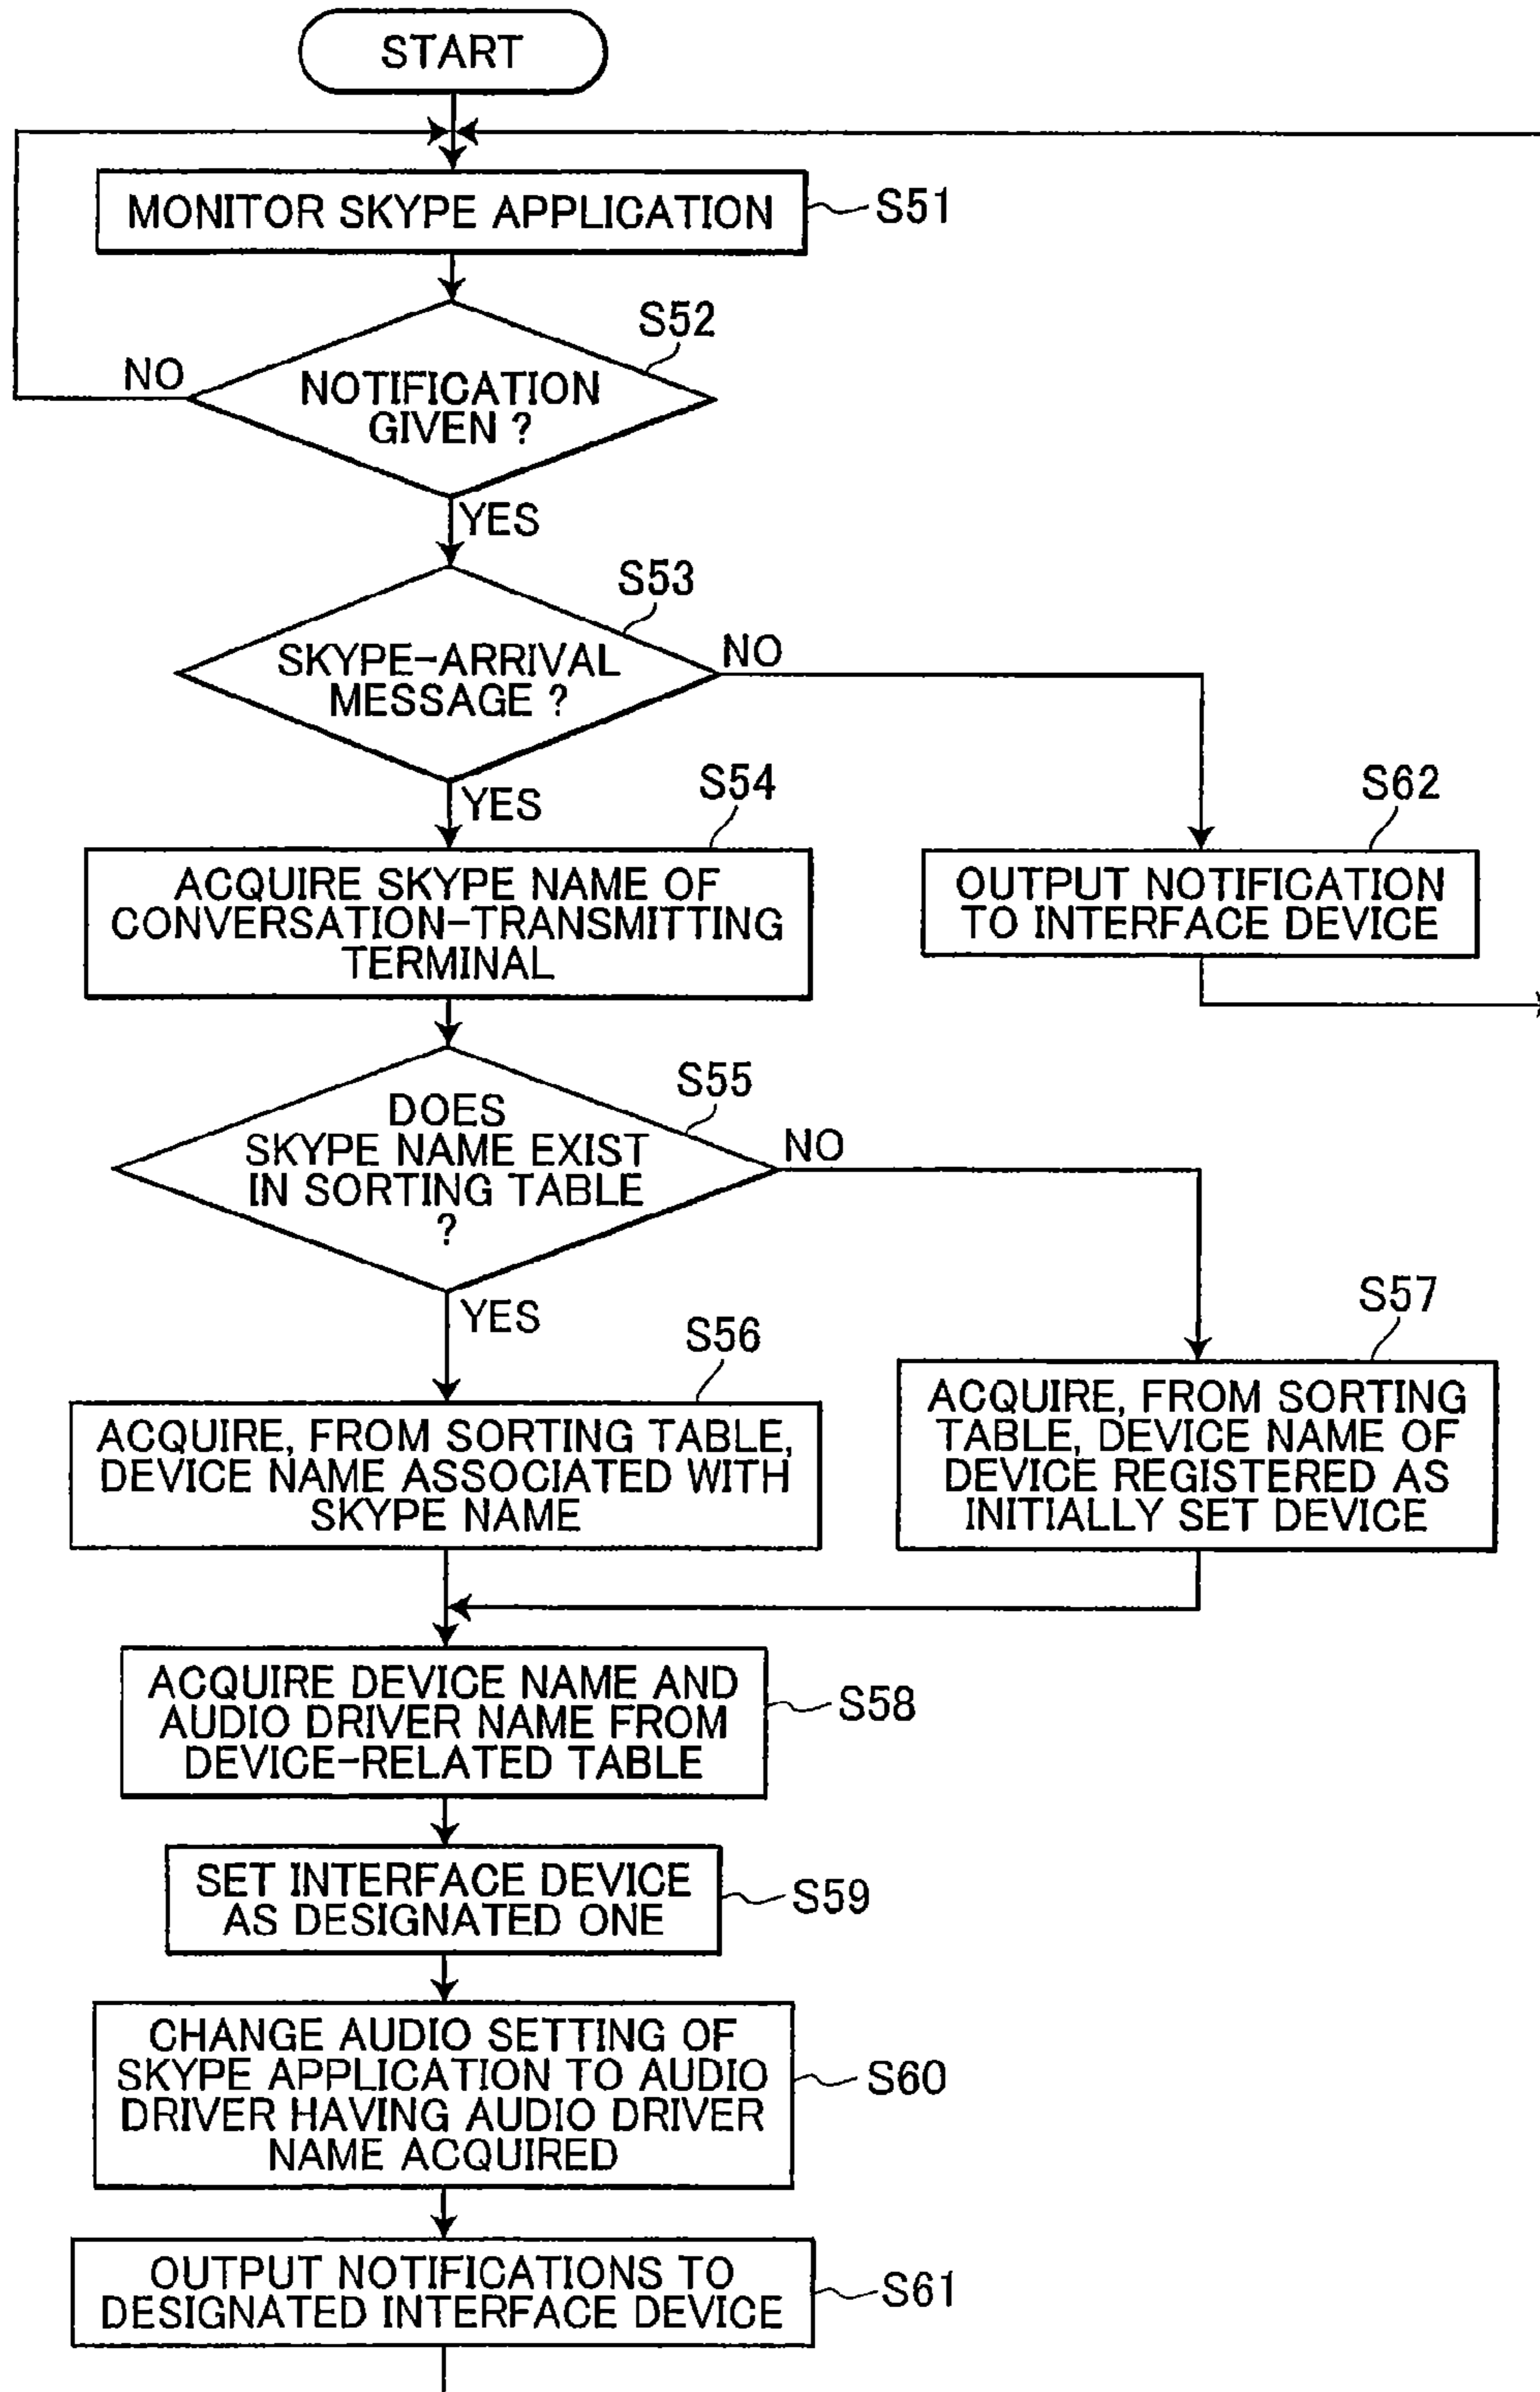 START
MONITOR SKYPE APPLICATION
S51
S52
NO
NOTIFICATION
GIVEN ?
YES
S53
SKYPE-ARRIVAL
MESSAGE ?
NO
YES
S54
ACQUIRE SKYPE NAME OF
CONVERSATION-TRANSMITTING
TERMINAL
S62
OUTPUT NOTIFICATION
TO INTERFACE DEVICE
S55
DOES
SKYPE NAME EXIST
IN SORTING TABLE
?
NO
YES
S56
ACQUIRE, FROM SORTING TABLE,
DEVICE NAME ASSOCIATED WITH
SKYPE NAME
S57
ACQUIRE, FROM SORTING
TABLE, DEVICE NAME OF
DEVICE REGISTERED AS
INITIALLY SET DEVICE
ACQUIRE DEVICE NAME AND
AUDIO DRIVER NAME FROM
DEVICE-RELATED TABLE
S58
SET INTERFACE DEVICE
AS DESIGNATED ONE
S59
CHANGE AUDIO SETTING OF
SKYPE APPLICATION TO AUDIO
DRIVER HAVING AUDIO DRIVER
NAME ACQUIRED
S60
OUTPUT NOTIFICATIONS TO
DESIGNATED INTERFACE DEVICE
S61